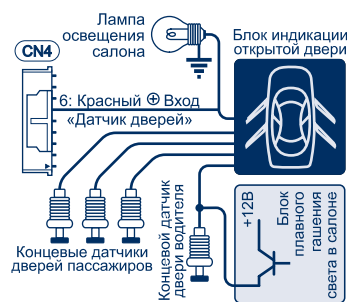 Лампа
освещения
салона
Блок индикации
открытой двери
CN4
6: Красный ⊕ Вход
«Датчик дверей»
Концевые датчики
дверей пассажиров
Концевой датчик
двери водителя
+12В
Блок
плавного
гашения
света в салоне